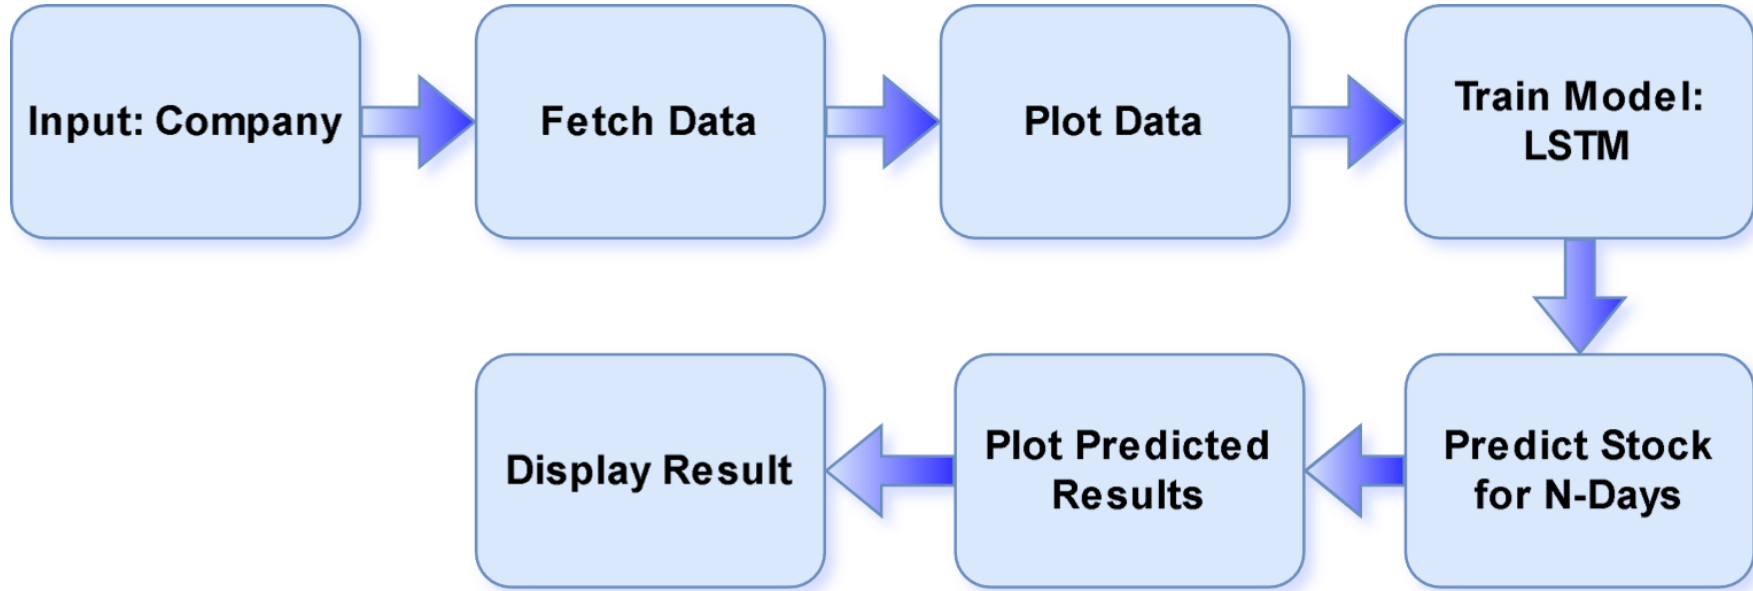 Input: Company
Fetch Data
Plot Data
Train Model:
LSTM
Predict Stock
for N-Days
Plot Predicted
Results
Display Result